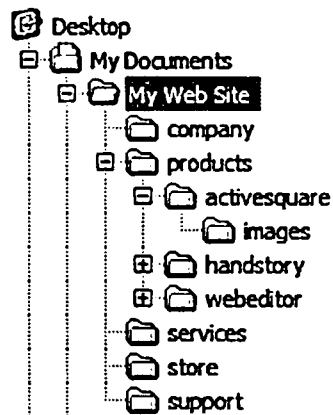 Desktop
My Documents
My Web Site
company
products
activesquare
images
handstory
webeditor
services
store
support